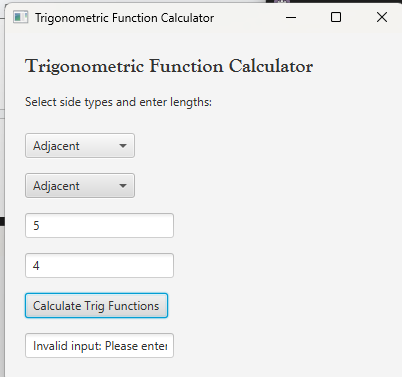 Trigonometric Function Calculator
Trigonometric Function Calculator
Select side types and enter lengths:
Adjacent
Adjacent
5
4
Calculate Trig Functions
Invalid input: Please enter